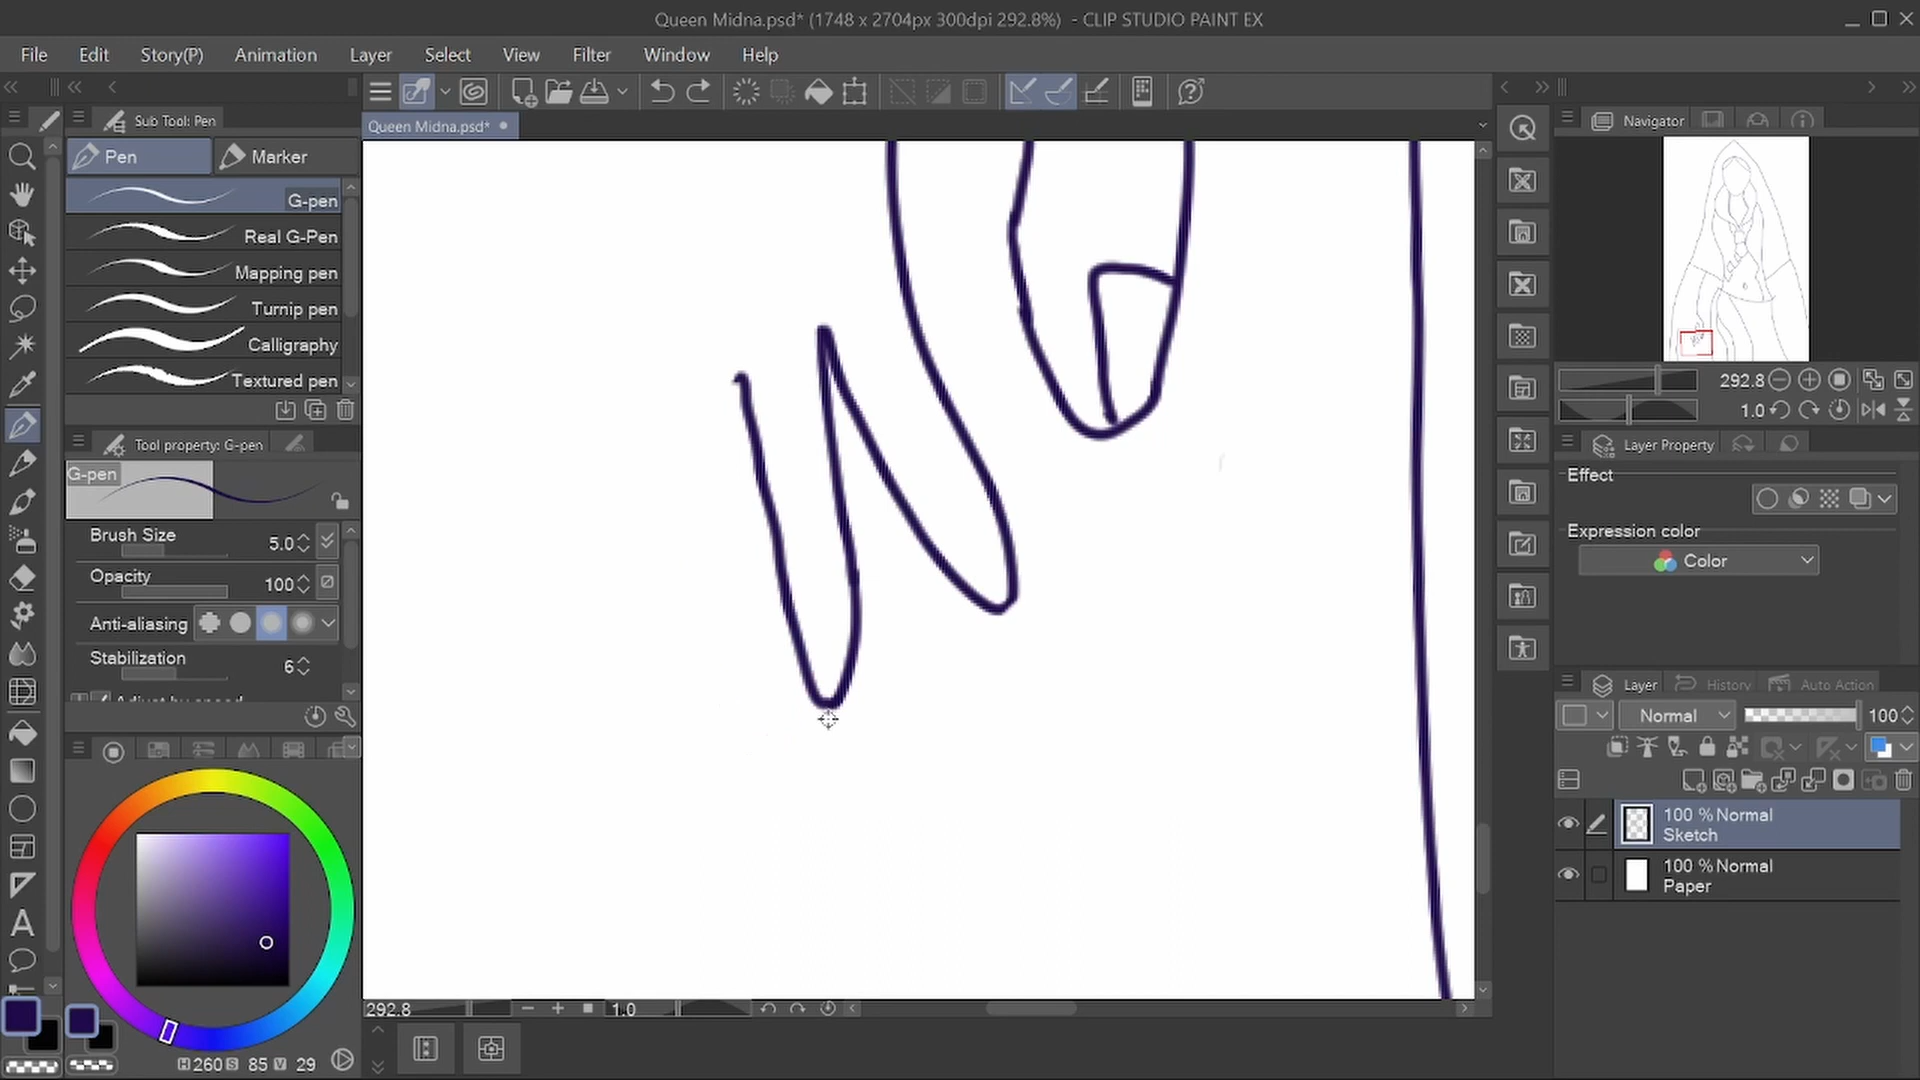 Queen Midna.psd* (1748 x 2704px 300dpi 292.8%) - CLIP STUDIO PAINT EX
File Edit Story(P) Animation Layer Select View Filter Window Help
Sub Tool: Pen
Pen Marker
G-pen
Real G-Pen
Mapping pen
Turnip pen
Calligraphy
Textured pen
Tool property: G-pen
G-pen
Brush Size 5.0
Opacity 100
Anti-aliasing
Stabilization 6
Adjust by speed
H 260 S 85 V 29
Queen Midna.psd*
292.8 1.0
Navigator
292.8
1.0
Layer Property
Effect
Expression color
Color
Layer History Auto Action
Normal 100
100 % Normal
Sketch
100 % Normal
Paper